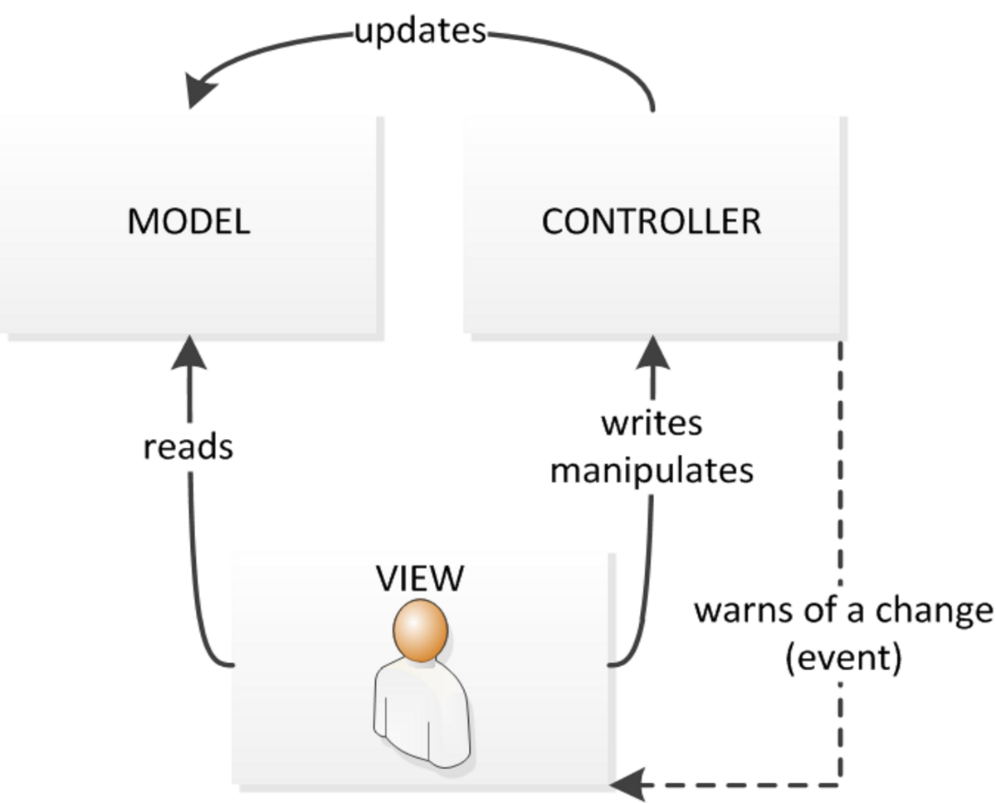 updates
MODEL
CONTROLLER
reads
writes
manipulates
VIEW
warns of a change
(event)